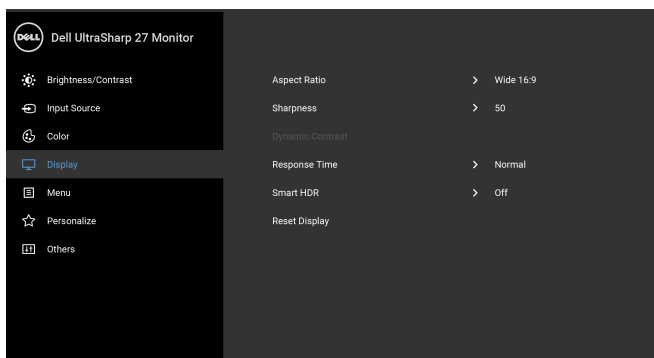 DELL Dell UltraSharp 27 Monitor
Brightness/Contrast
Input Source
Color
Display
Menu
Personalize
Others
Aspect Ratio > Wide 16:9
Sharpness > 50
Dynamic Contrast
Response Time > Normal
Smart HDR > Off
Reset Display